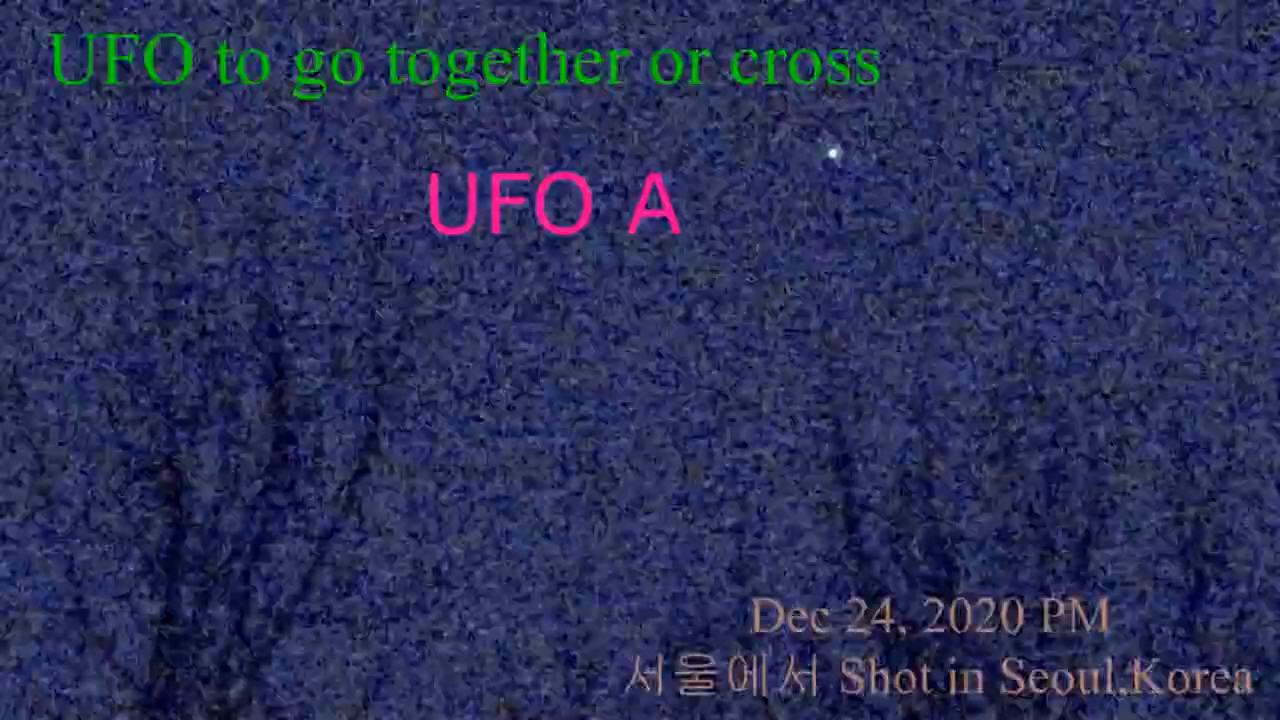 UFO to go together or cross
UFO A
Dec 24, 2020 PM
서울에서 Shot in Seoul,Korea